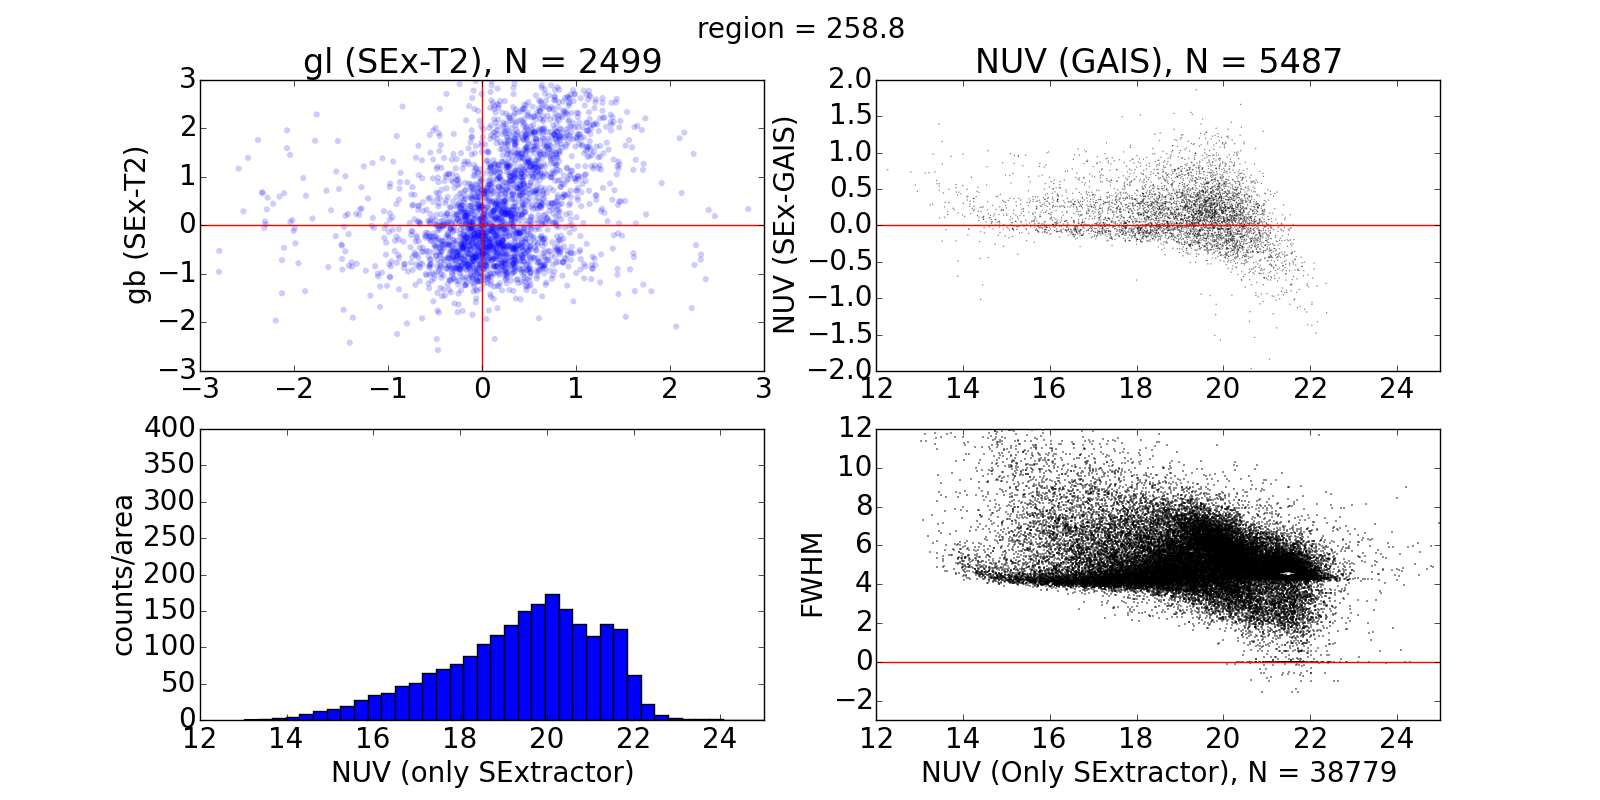 region = 258.8
gl (SEx-T2), N = 2499
NUV (GAIS), N = 5487
gb (SEx-T2)
3
2
1
0
−1
−2
−3
−3 −2 −1 0 1 2 3
NUV (SEx-GAIS)
2.0
1.5
1.0
0.5
0.0
−0.5
−1.0
−1.5
−2.0
12 14 16 18 20 22 24
counts/area
400
350
300
250
200
150
100
50
0
12 14 16 18 20 22 24
NUV (only SExtractor)
FWHM
12
10
8
6
4
2
0
−2
12 14 16 18 20 22 24
NUV (Only SExtractor), N = 38779